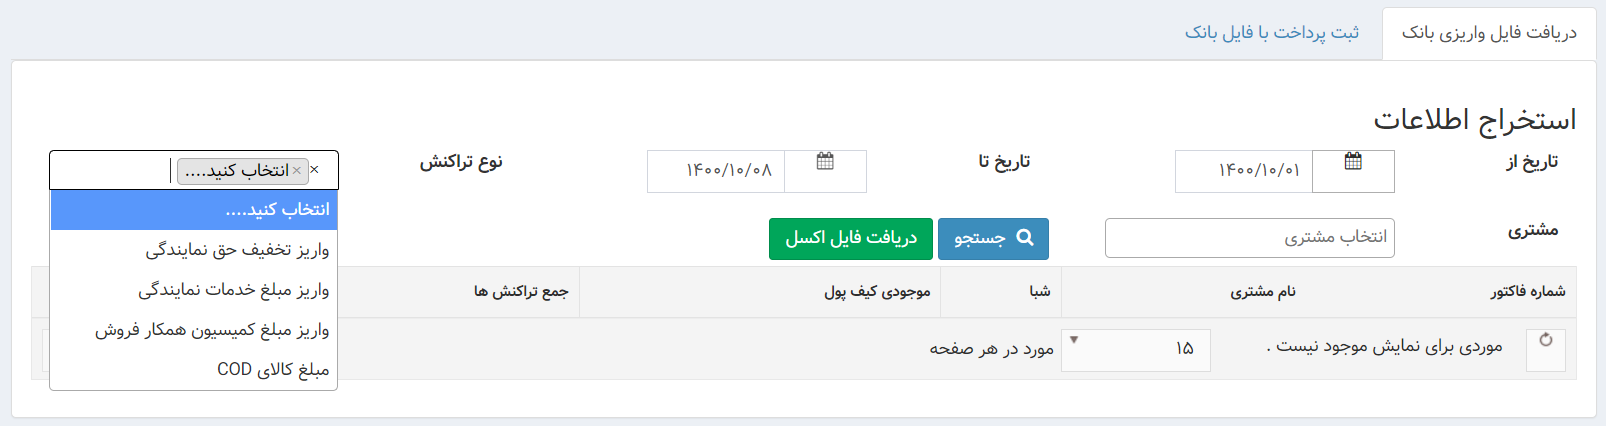 دریافت فایل واریزی بانک
ثبت پرداخت با فایل بانک
استخراج اطلاعات
تاریخ از
۱۴۰۰/۱۰/۰۱
تاریخ تا
۱۴۰۰/۱۰/۰۸
نوع تراکنش
× × انتخاب کنید....
انتخاب کنید....
واریز تخفیف حق نمایندگی
واریز مبلغ خدمات نمایندگی
واریز مبلغ کمیسیون همکار فروش
مبلغ کالای COD
مشتری
انتخاب مشتری
جستجو
دریافت فایل اکسل
شماره فاکتور
نام مشتری
شبا
موجودی کیف پول
جمع تراکنش ها
موردی برای نمایش موجود نیست .
۱۵
مورد در هر صفحه